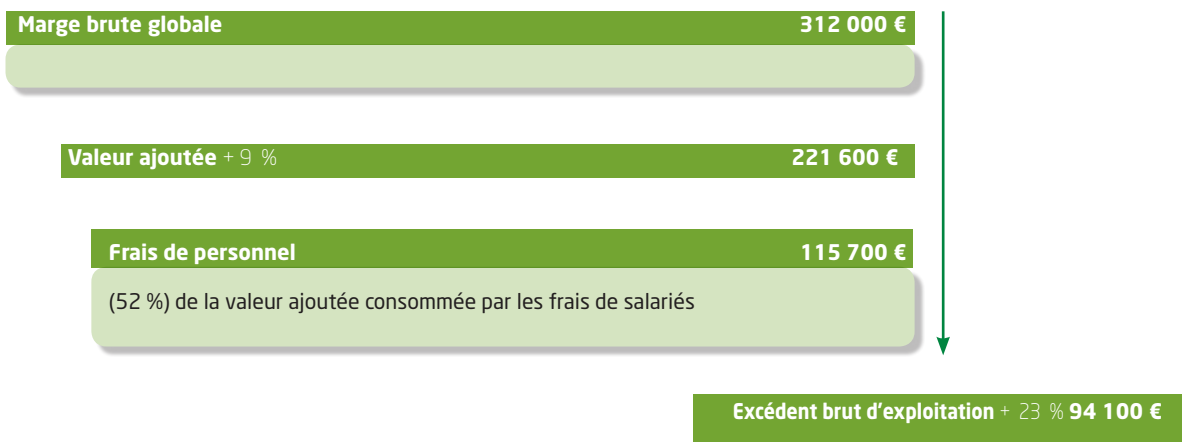 Marge brute globale 312 000 €
Valeur ajoutée + 9 % 221 600 €
Frais de personnel 115 700 €
(52 %) de la valeur ajoutée consommée par les frais de salariés
Excédent brut d'exploitation + 23 % 94 100 €